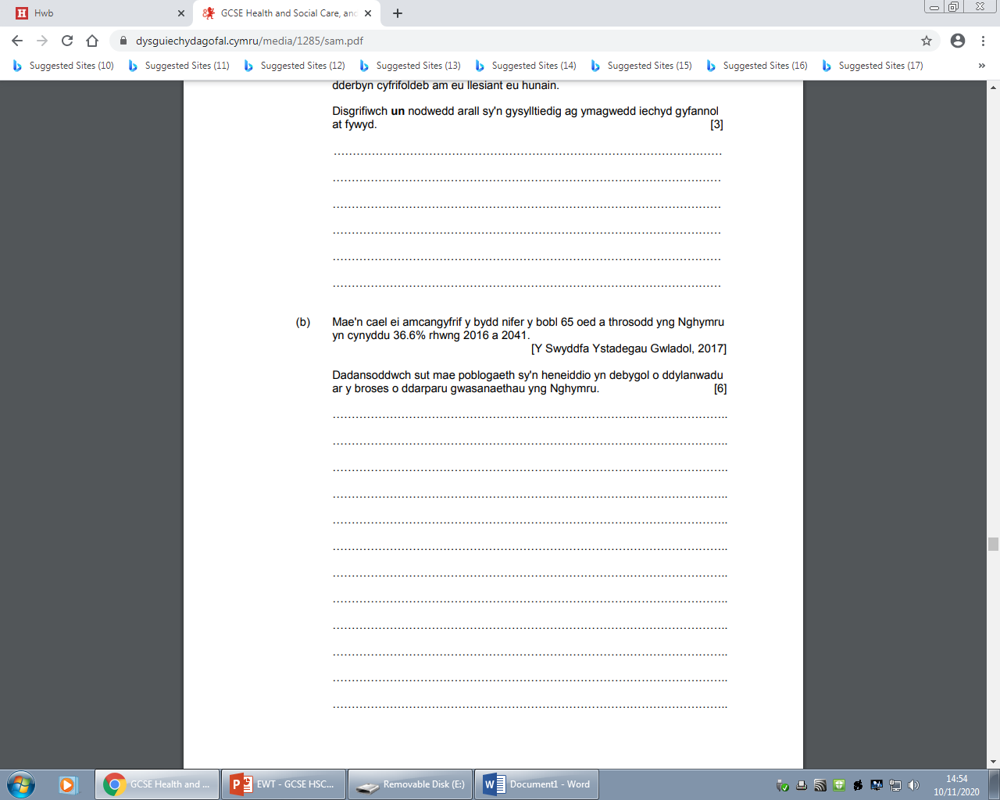 Hwb
GCSE Health and Social Care, and
dysguiechydagofal.cymru/media/1285/sam.pdf
Suggested Sites (10) Suggested Sites (11) Suggested Sites (12) Suggested Sites (13) Suggested Sites (14) Suggested Sites (15) Suggested Sites (16) Suggested Sites (17) »
dderbyn cyfrifoldeb am eu llesiant eu hunain.
Disgrifiwch un nodwedd arall sy'n gysylltiedig ag ymagwedd iechyd gyfannol
at fywyd. [3]
(b) Mae'n cael ei amcangyfrif y bydd nifer y bobl 65 oed a throsodd yng Nghymru
yn cynyddu 36.6% rhwng 2016 a 2041.
[Y Swyddfa Ystadegau Gwladol, 2017]
Dadansoddwch sut mae poblogaeth sy'n heneiddio yn debygol o ddylanwadu
ar y broses o ddarparu gwasanaethau yng Nghymru. [6]
GCSE Health and ... EWT - GCSE HSC... Removable Disk (E:) Document1 - Word
14:54
10/11/2020